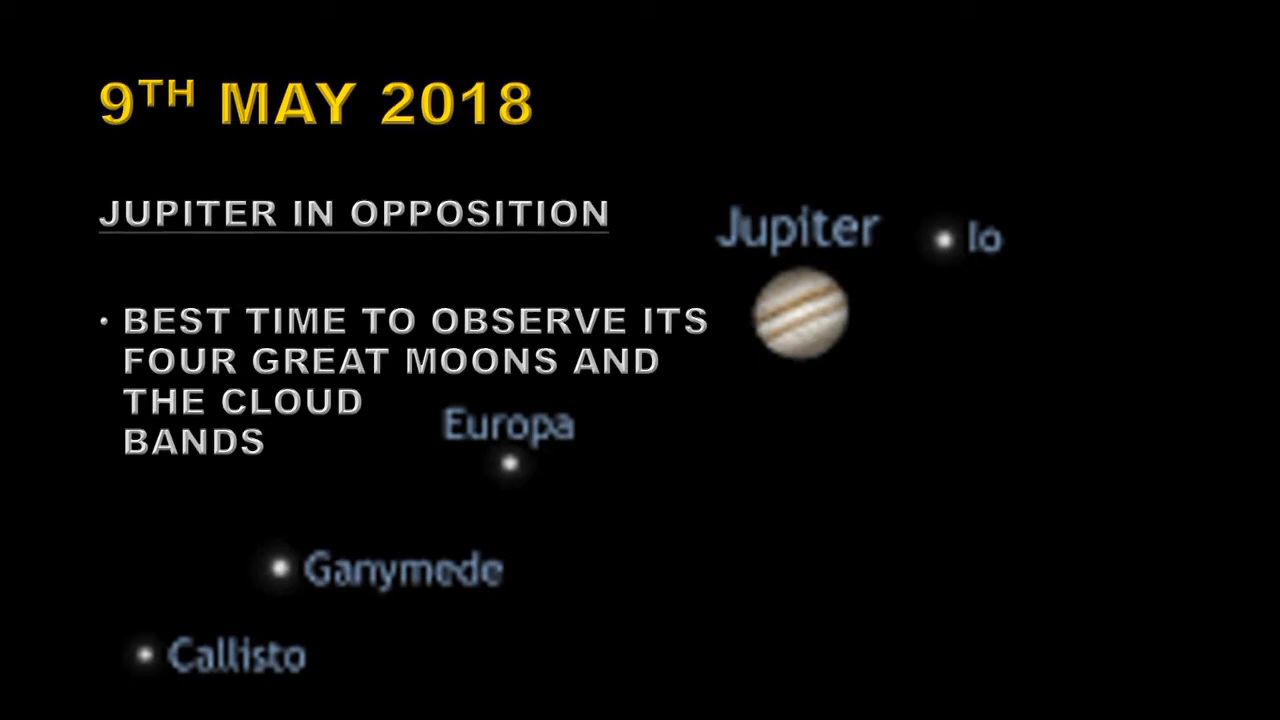 9TH MAY 2018
JUPITER IN OPPOSITION
Jupiter
Io
• BEST TIME TO OBSERVE ITS
FOUR GREAT MOONS AND
THE CLOUD
BANDS
Europa
Ganymede
Callisto